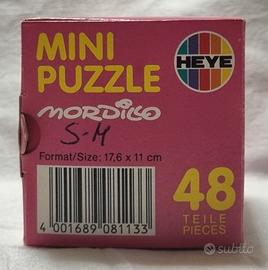 MINI
PUZZLE
HEYE
MORDILLO
S-M
Format/Size: 17,6 x 11 cm
48
TEILE
PIECES
4 001689 081133
subito